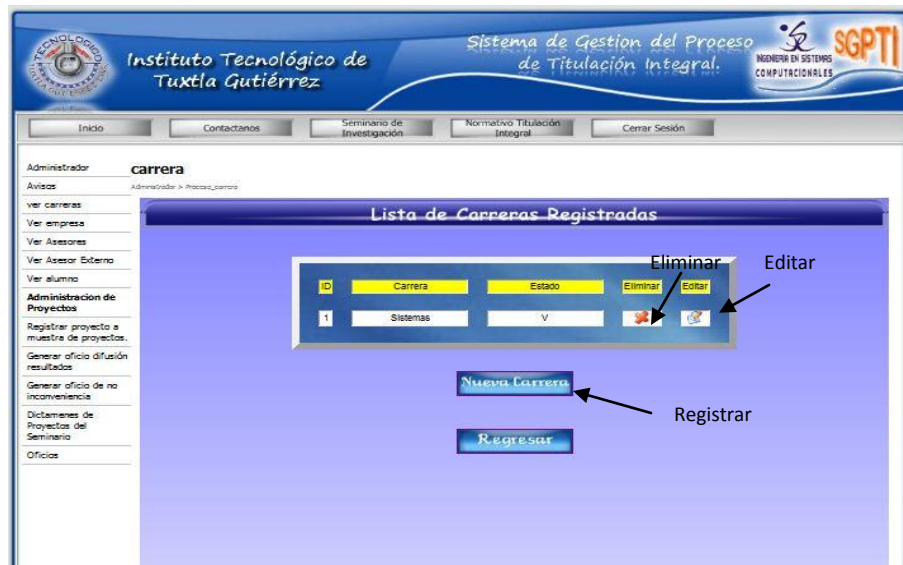 Instituto Tecnológico de
Tuxtla Gutiérrez
Sistema de Gestion del Proceso
de Titulación Integral.
INGENIERIA EN SISTEMAS
COMPUTACIONALES
SGPTI
Inicio
Contactanos
Seminario de
Investigación
Normativo Titulación
Integral
Cerrar Sesión
Administrador
Avisos
ver carreras
Ver empresa
Ver Asesores
Ver Asesor Externo
Ver alumno
Administracion de
Proyectos
Registrar proyecto a
muestra de proyectos.
Generar oficio difusión
resultados
Generar oficio de no
inconveniencia
Dictamenes de
Proyectos del
Seminario
Oficios
carrera
Administrador > Proceso_carrera
Lista de Carreras Registradas
Eliminar Editar
ID Carrera Estado Eliminar Editar
1 Sistemas V
Nueva Carrera
Registrar
Regresar